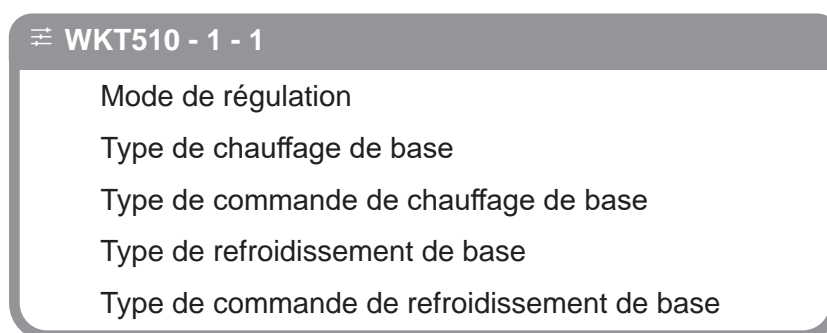 WKT510 - 1 - 1
Mode de régulation
Type de chauffage de base
Type de commande de chauffage de base
Type de refroidissement de base
Type de commande de refroidissement de base